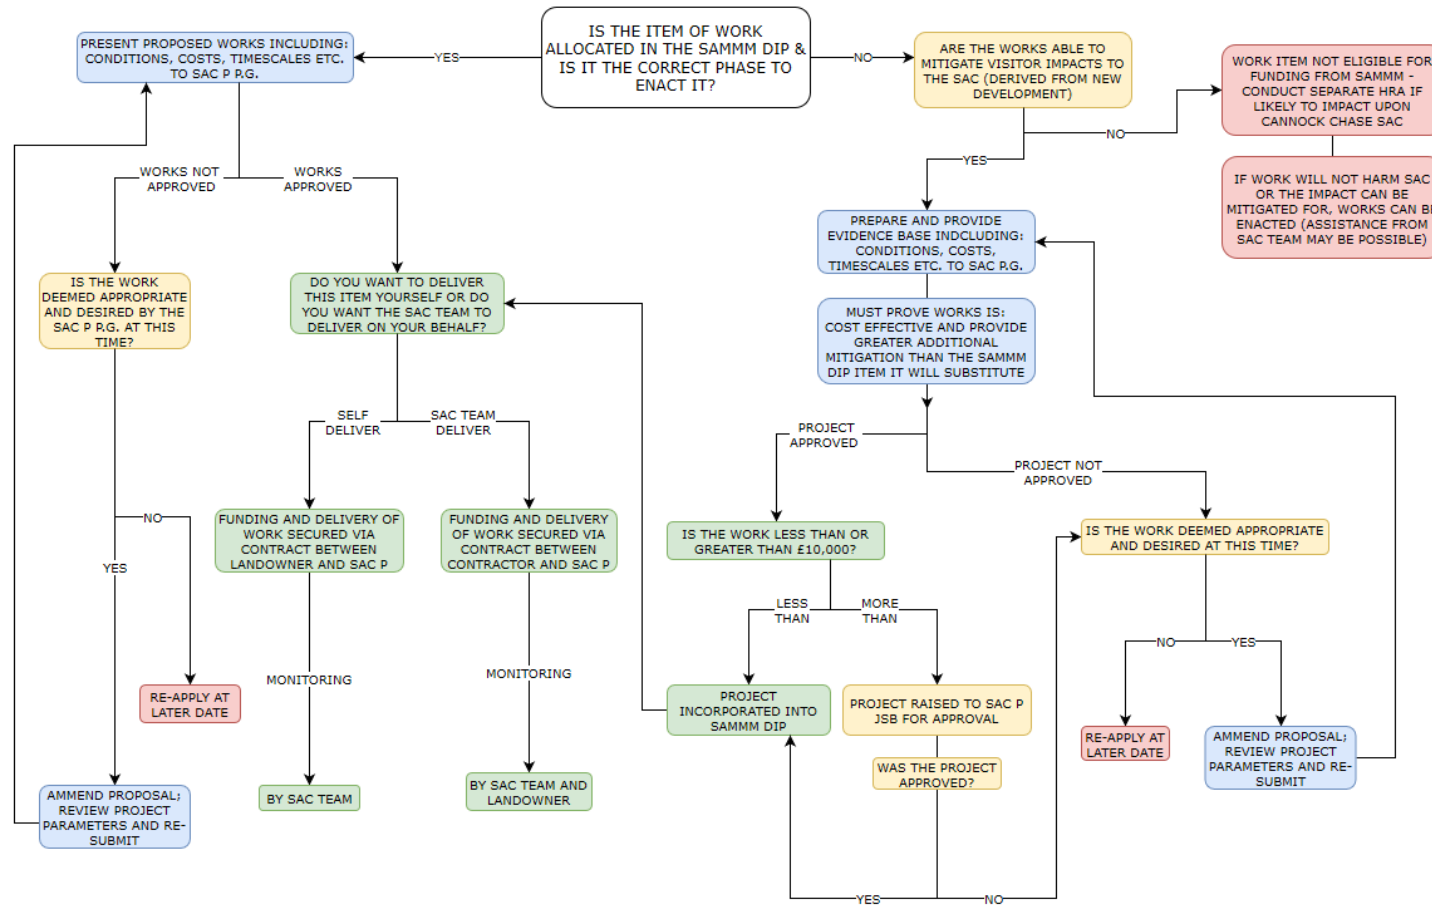 IS THE ITEM OF WORK
ALLOCATED IN THE SAMMM DIP &
IS IT THE CORRECT PHASE TO
ENACT IT?
YES
NO
PRESENT PROPOSED WORKS INCLUDING:
CONDITIONS, COSTS, TIMESCALES ETC.
TO SAC P P.G.
ARE THE WORKS ABLE TO
MITIGATE VISITOR IMPACTS TO
THE SAC (DERIVED FROM NEW
DEVELOPMENT)
WORK ITEM NOT ELIGIBLE FOR
FUNDING FROM SAMMM -
CONDUCT SEPARATE HRA IF
LIKELY TO IMPACT UPON
CANNOCK CHASE SAC
NO
YES
IF WORK WILL NOT HARM SAC
OR THE IMPACT CAN BE
MITIGATED FOR, WORKS CAN BE
ENACTED (ASSISTANCE FROM
SAC TEAM MAY BE POSSIBLE)
WORKS NOT
APPROVED
WORKS
APPROVED
PREPARE AND PROVIDE
EVIDENCE BASE INDCLUDING:
CONDITIONS, COSTS,
TIMESCALES ETC. TO SAC P.G.
IS THE WORK
DEEMED APPROPRIATE
AND DESIRED BY THE
SAC P P.G. AT THIS
TIME?
DO YOU WANT TO DELIVER
THIS ITEM YOURSELF OR DO
YOU WANT THE SAC TEAM TO
DELIVER ON YOUR BEHALF?
MUST PROVE WORKS IS:
COST EFFECTIVE AND PROVIDE
GREATER ADDITIONAL
MITIGATION THAN THE SAMMM
DIP ITEM IT WILL SUBSTITUTE
SELF
DELIVER
SAC TEAM
DELIVER
PROJECT
APPROVED
PROJECT NOT
APPROVED
NO
YES
FUNDING AND DELIVERY OF
WORK SECURED VIA
CONTRACT BETWEEN
LANDOWNER AND SAC P
FUNDING AND DELIVERY
OF WORK SECURED VIA
CONTRACT BETWEEN
CONTRACTOR AND SAC P
IS THE WORK LESS THAN OR
GREATER THAN £10,000?
IS THE WORK DEEMED APPROPRIATE
AND DESIRED AT THIS TIME?
LESS
THAN
MORE
THAN
NO
YES
MONITORING
MONITORING
RE-APPLY AT
LATER DATE
PROJECT
INCORPORATED INTO
SAMMM DIP
PROJECT RAISED TO SAC P
JSB FOR APPROVAL
WAS THE PROJECT
APPROVED?
RE-APPLY AT
LATER DATE
AMMEND PROPOSAL;
REVIEW PROJECT
PARAMETERS AND RE-
SUBMIT
AMMEND PROPOSAL;
REVIEW PROJECT
PARAMETERS AND RE-
SUBMIT
BY SAC TEAM
BY SAC TEAM AND
LANDOWNER
YES
NO